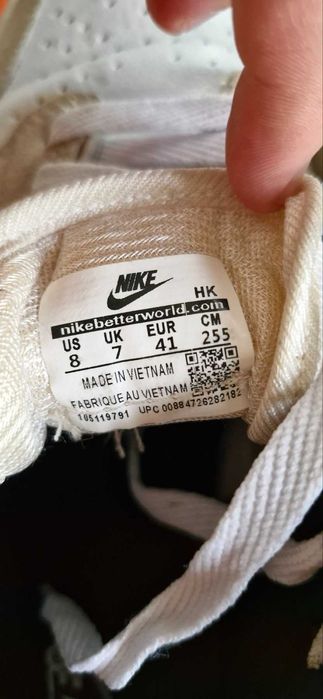 NIKE
HK
nikebetterworld.com
US UK EUR CM
8 7 41 255
MADE IN VIETNAM
FABRIQUE AU VIETNAM
105119791 UPC 00884726282182